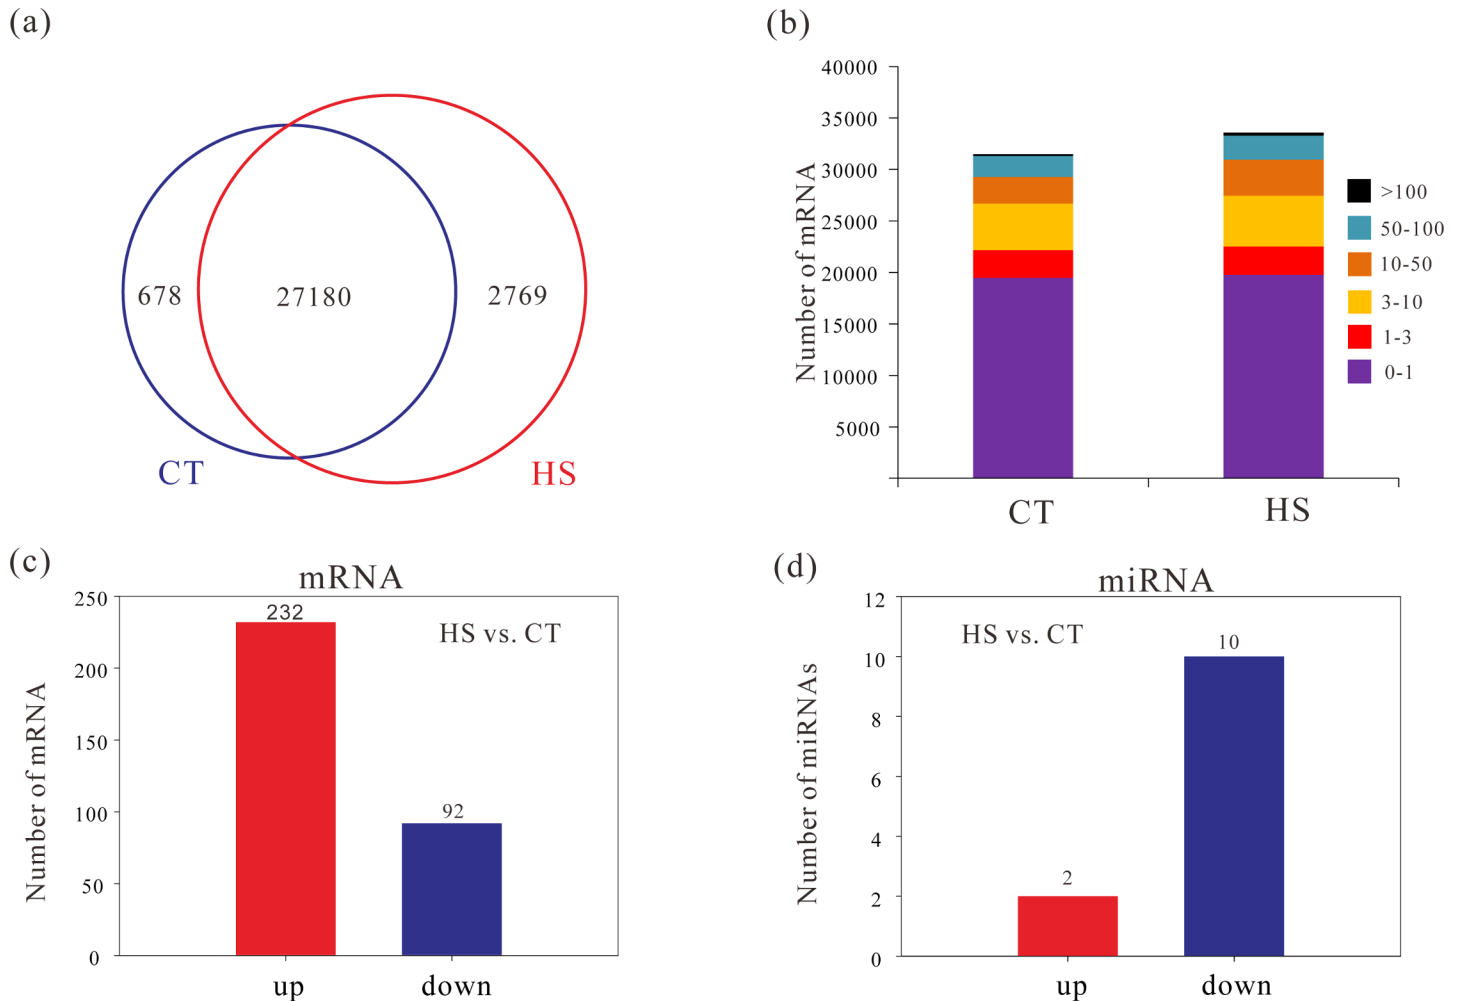 (a)
678
27180
2769
CT
HS
(b)
Number of mRNA
40000
35000
30000
25000
20000
15000
10000
5000
CT
HS
>100
50-100
10-50
3-10
1-3
0-1
(c)
mRNA
HS vs. CT
Number of mRNA
250
200
150
100
50
0
232
92
up
down
(d)
miRNA
HS vs. CT
Number of miRNAs
12
10
8
6
4
2
0
2
10
up
down